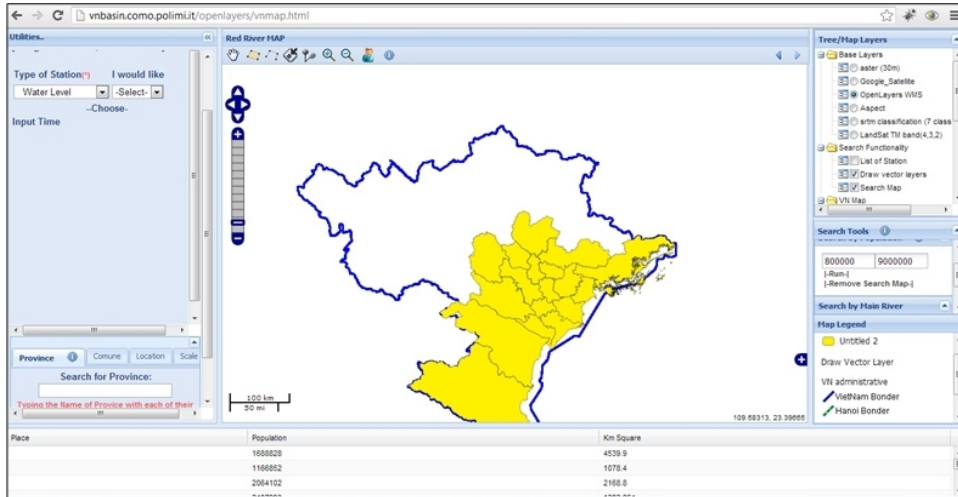 vnbasin.como.polimi.it/openlayers/vnmap.html
Utilities..
Type of Station(*)
I would like
Water Level
-Select-
--Choose-
Input Time
Province
Comune
Location
Scale
Search for Province:
Typing the Name of Provice with each of their
Red River MAP
100 km
50 mi
109.58313, 23.39665
Tree/Map Layers
Base Layers
aster (30m)
Google_Satellite
OpenLayers WMS
Aspect
srtm classification (7 class
LandSat TM band(4,3,2)
Search Functionality
List of Station
Draw vector layers
Search Map
VN Map
Search Tools
800000
9000000
|-Run-|
|-Remove Search Map-|
Search by Main River
Map Legend
Untitled 2
Draw Vector Layer
VN administrative
VietNam Bonder
Hanoi Bonder
Place
Population
Km Square
1688828
4539.9
1166852
1078.4
2064102
2168.8